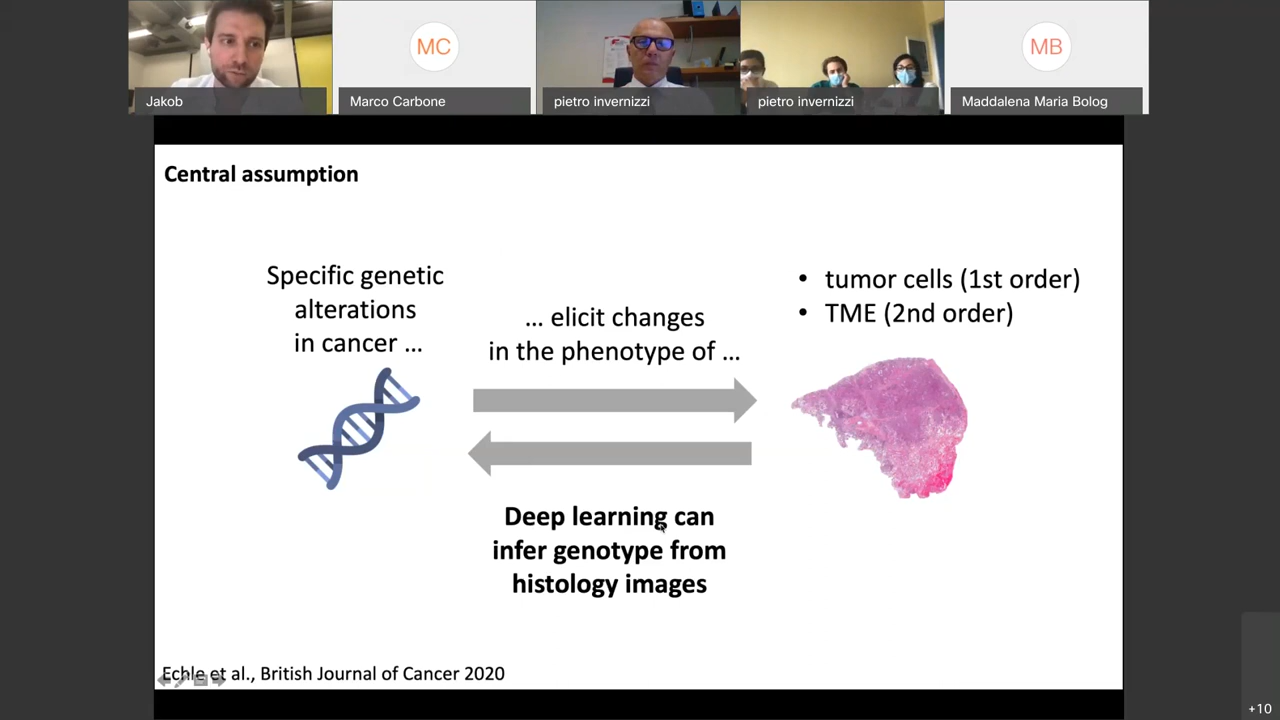 MC
MB
Jakob
Marco Carbone
pietro invernizzi
pietro invernizzi
Maddalena Maria Bolog
Central assumption
Specific genetic
alterations
in cancer ...
... elicit changes
in the phenotype of ...
• tumor cells (1st order)
• TME (2nd order)
Deep learning can
infer genotype from
histology images
Echle et al., British Journal of Cancer 2020
+10